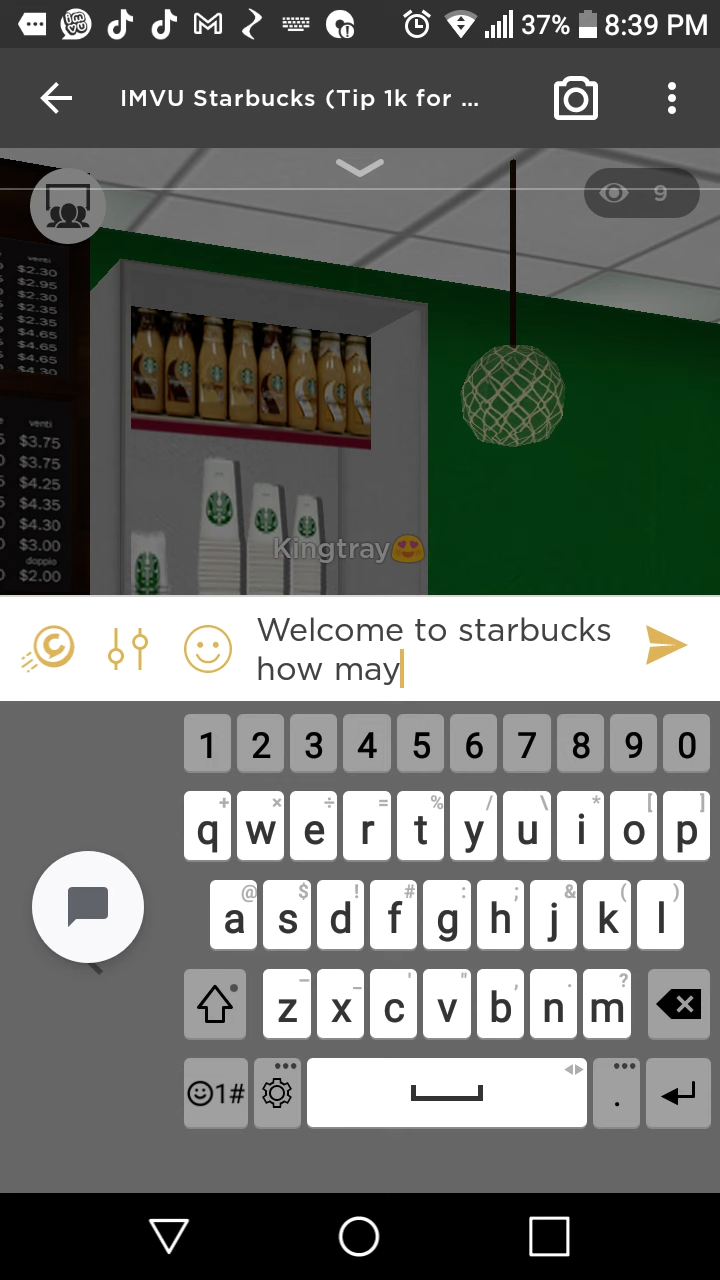 37% 8:39 PM
IMVU Starbucks (Tip 1k for ...
9
venti
$2.30
$2.95
$2.30
$2.35
$2.35
$4.65
$4.65
$4.65
$4.30
venti
$3.75
$3.75
$4.25
$4.35
$4.30
$3.00
doppio
$2.00
Kingtray😍
Welcome to starbucks
how may
1 2 3 4 5 6 7 8 9 0
+ × ÷ = % / \ * [ ]
q w e r t y u i o p
@ $ ! # : ; & ( )
a s d f g h j k l
– _ ' " , . ?
z x c v b n m
1# .